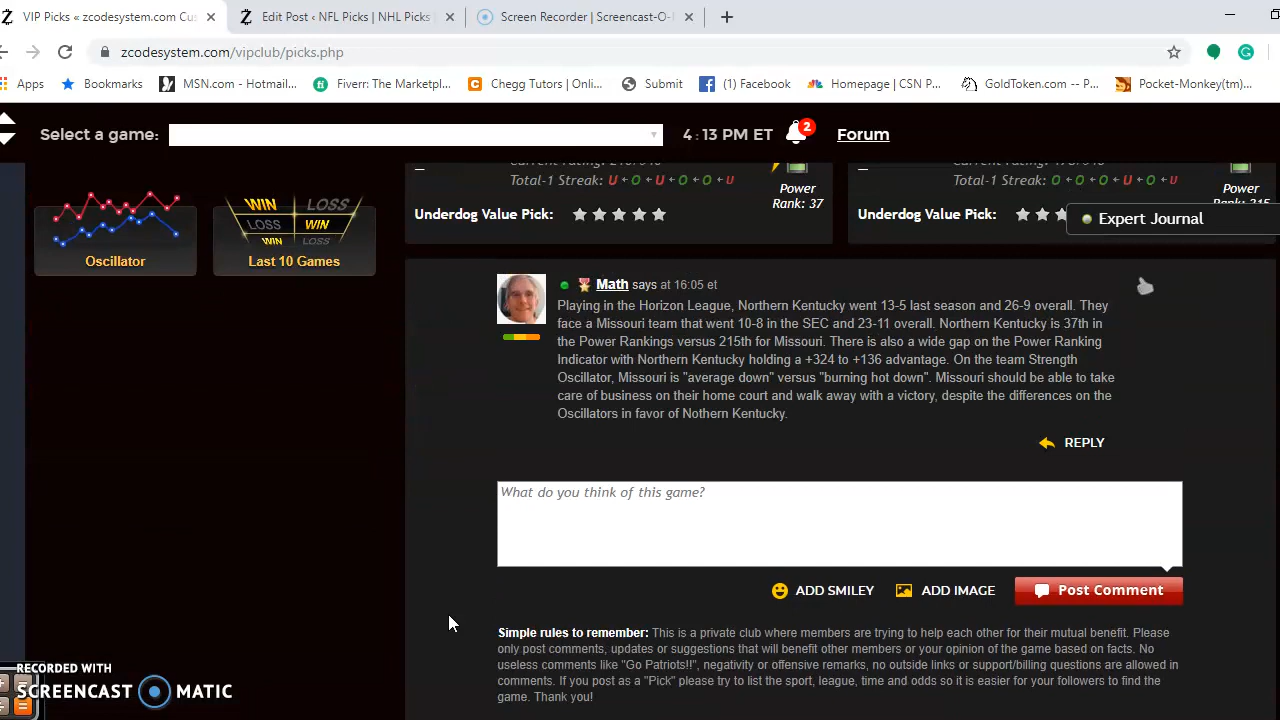 VIP Picks « zcodesystem.com Cus
Edit Post ‹ NFL Picks | NHL Picks
Screen Recorder | Screencast-O-
zcodesystem.com/vipclub/picks.php
Apps Bookmarks MSN.com - Hotmail... Fiverr: The Marketpl... Chegg Tutors | Onli... Submit (1) Facebook Homepage | CSN P... GoldToken.com -- P... Pocket-Monkey(tm)...
Select a game: 4:13 PM ET 2 Forum
Total-1 Streak: U O U O O U
Power
Rank: 37
Underdog Value Pick:
Total-1 Streak: O O O U O U
Power
Underdog Value Pick:
Expert Journal
WIN LOSS
LOSS WIN
WIN LOSS
Oscillator
Last 10 Games
Math says at 16:05 et
Playing in the Horizon League, Northern Kentucky went 13-5 last season and 26-9 overall. They
face a Missouri team that went 10-8 in the SEC and 23-11 overall. Northern Kentucky is 37th in
the Power Rankings versus 215th for Missouri. There is also a wide gap on the Power Ranking
Indicator with Northern Kentucky holding a +324 to +136 advantage. On the team Strength
Oscillator, Missouri is "average down" versus "burning hot down". Missouri should be able to take
care of business on their home court and walk away with a victory, despite the differences on the
Oscillators in favor of Nothern Kentucky.
REPLY
What do you think of this game?
ADD SMILEY ADD IMAGE Post Comment
Simple rules to remember: This is a private club where members are trying to help each other for their mutual benefit. Please
only post comments, updates or suggestions that will benefit other members or your opinion of the game based on facts. No
useless comments like "Go Patriots!!", negativity or offensive remarks, no outside links or support/billing questions are allowed in
comments. If you post as a "Pick" please try to list the sport, league, time and odds so it is easier for your followers to find the
game. Thank you!
RECORDED WITH
SCREENCAST MATIC